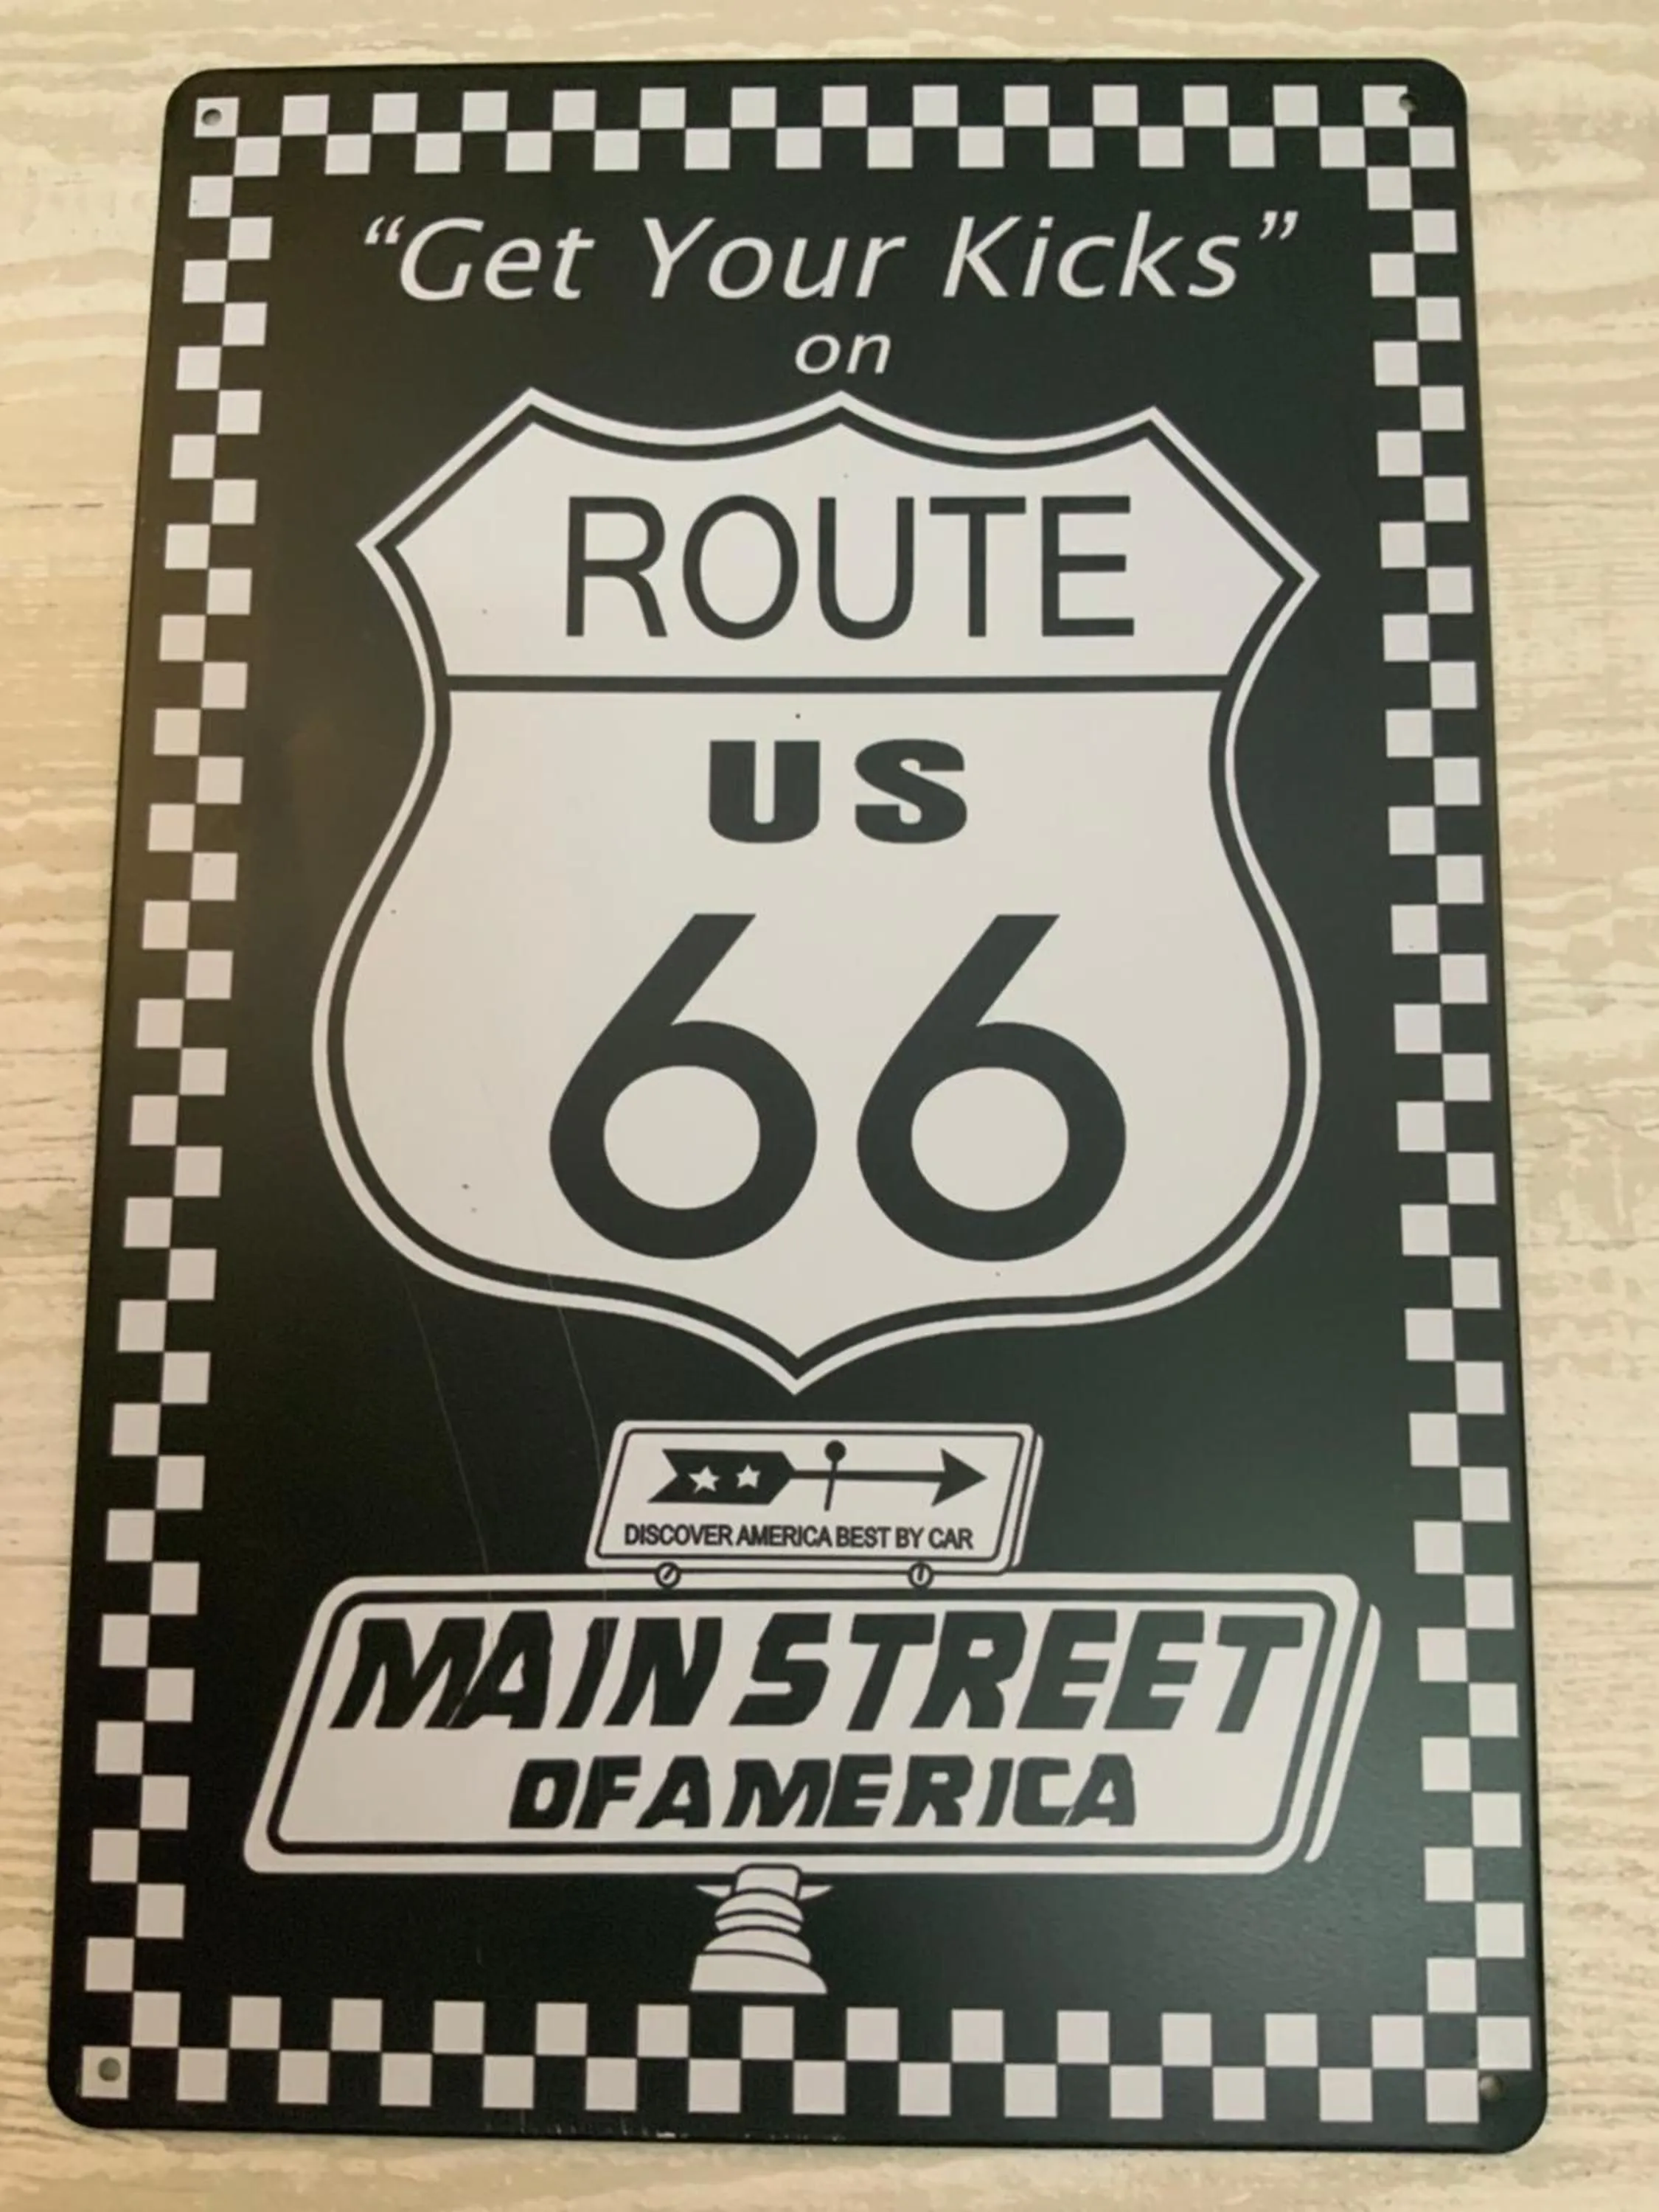 “Get Your Kicks”
on
ROUTE
US
66
DISCOVER AMERICA BEST BY CAR
MAIN STREET
OF AMERICA